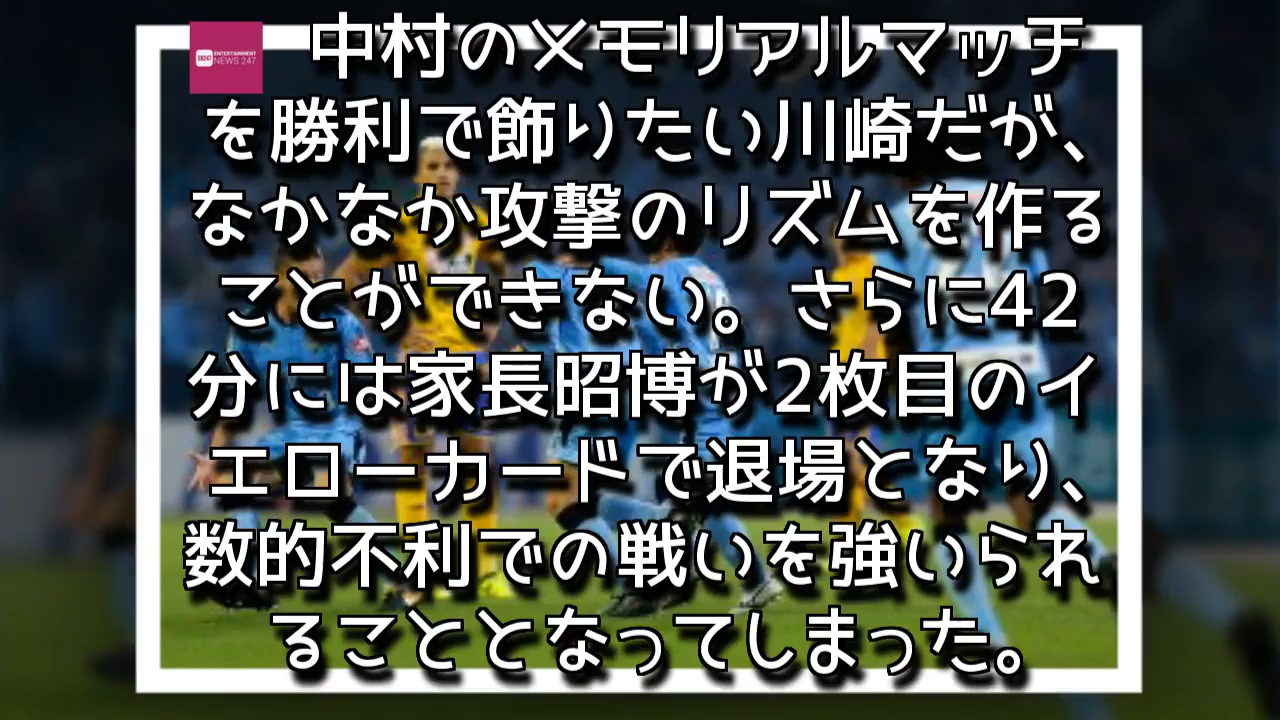 ENTERTAINMENT
NEWS 247
中村のメモリアルマッチ
を勝利で飾りたい川崎だが、
なかなか攻撃のリズムを作る
ことができない。さらに42
分には家長昭博が2枚目のイ
エローカードで退場となり、
数的不利での戦いを強いられ
ることとなってしまった。